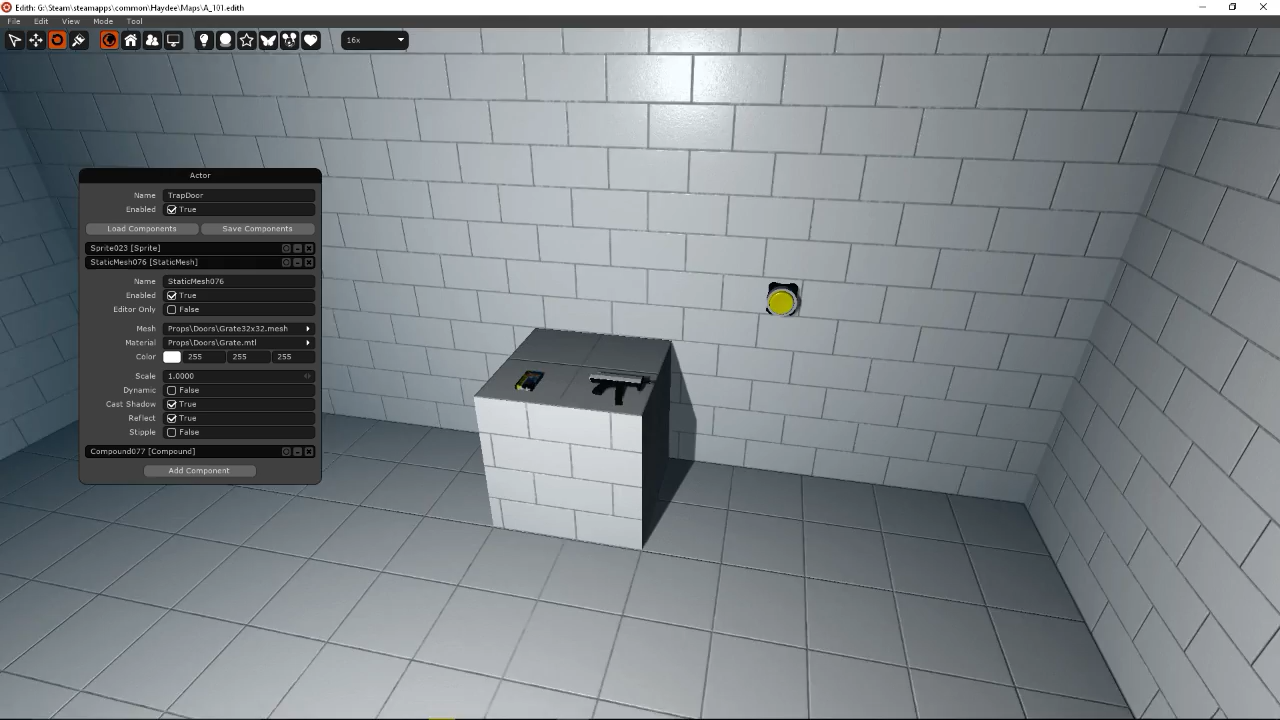 Edith: G:\Steam\steamapps\common\Haydee\Maps\A_101.edith
File Edit View Mode Tool
16x
Actor
Name TrapDoor
Enabled True
Load Components Save Components
Sprite023 [Sprite]
StaticMesh076 [StaticMesh]
Name StaticMesh076
Enabled True
Editor Only False
Mesh Props\Doors\Grate32x32.mesh
Material Props\Doors\Grate.mtl
Color 255 255 255
Scale 1.0000
Dynamic False
Cast Shadow True
Reflect True
Stipple False
Compound077 [Compound]
Add Component